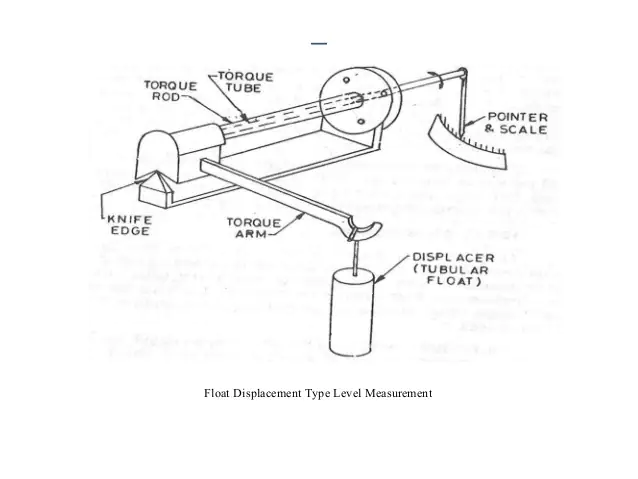 TORQUE
TUBE
TORQUE
ROD
POINTER
& SCALE
KNIFE
EDGE
TORQUE
ARM
DISPLACER
(TUBULAR
FLOAT)
Float Displacement Type Level Measurement